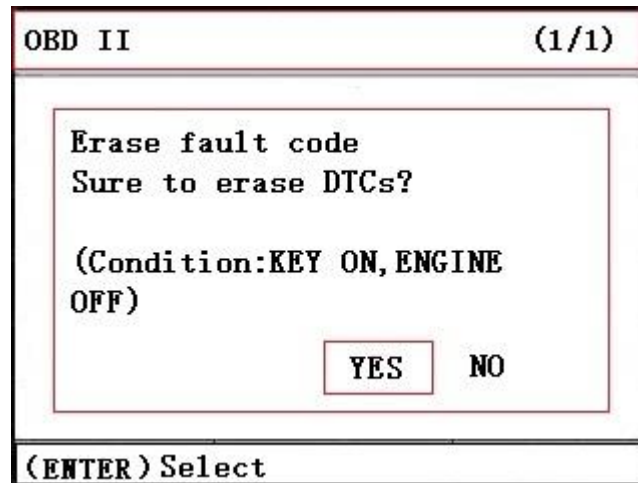 OBD II (1/1)
Erase fault code
Sure to erase DTCs?
(Condition:KEY ON,ENGINE
OFF)
YES NO
(ENTER)Select